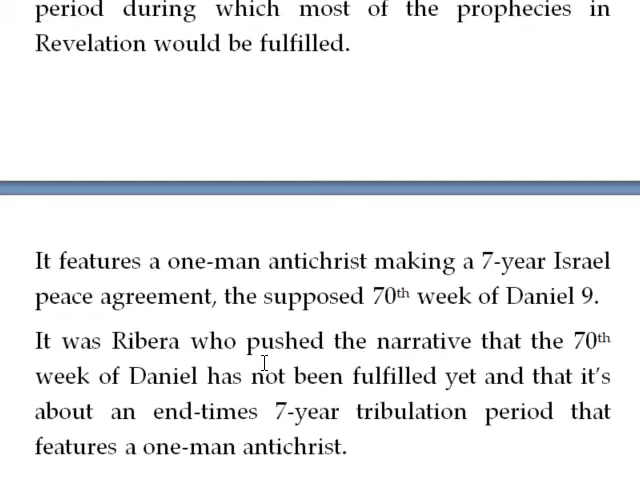 period during which most of the prophecies in
Revelation would be fulfilled.
It features a one-man antichrist making a 7-year Israel
peace agreement, the supposed 70th week of Daniel 9.
It was Ribera who pushed the narrative that the 70th
week of Daniel has not been fulfilled yet and that it's
about an end-times 7-year tribulation period that
features a one-man antichrist.